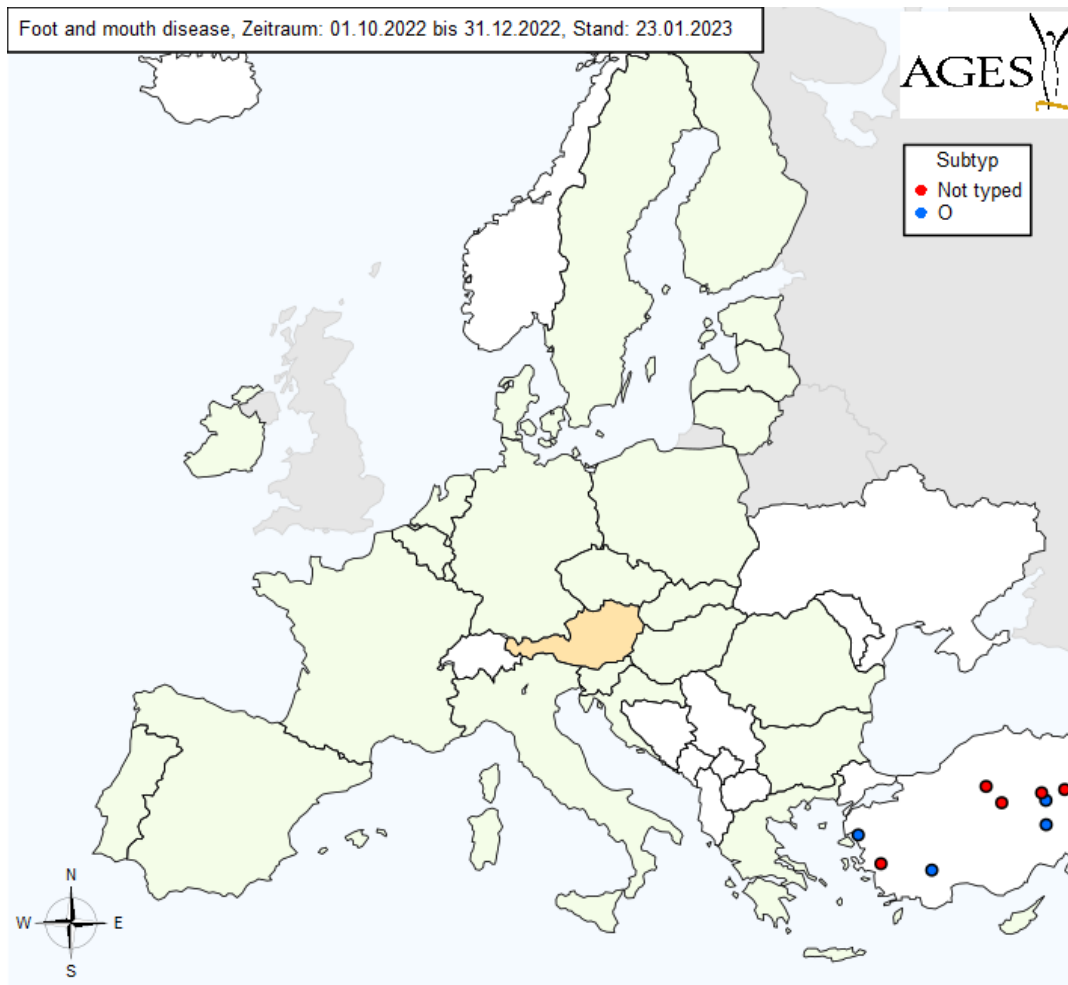 Foot and mouth disease, Zeitraum: 01.10.2022 bis 31.12.2022, Stand: 23.01.2023
AGES
Subtyp
Not typed
O
N
W E
S